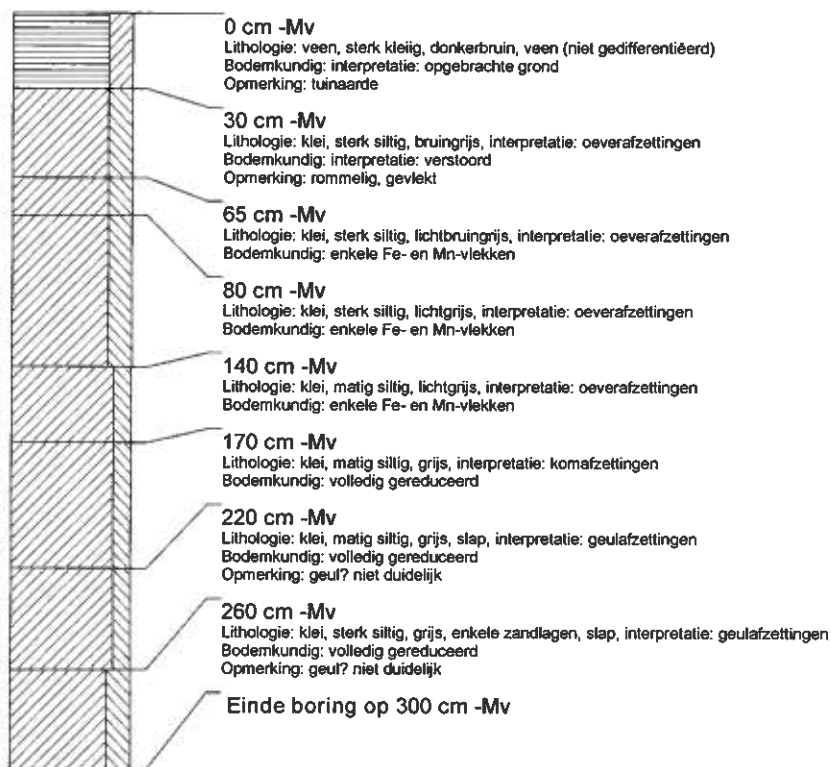 0 cm -Mv
Lithologie: veen, sterk kleiig, donkerbruin, veen (niet gedifferentiëerd)
Bodemkundig: interpretatie: opgebrachte grond
Opmerking: tuinaarde
30 cm -Mv
Lithologie: klei, sterk siltig, bruingrijs, interpretatie: oeverafzettingen
Bodemkundig: interpretatie: verstoord
Opmerking: rommelig, gevlekt
65 cm -Mv
Lithologie: klei, sterk siltig, lichtbruingrijs, interpretatie: oeverafzettingen
Bodemkundig: enkele Fe- en Mn-vlekken
80 cm -Mv
Lithologie: klei, sterk siltig, lichtgrijs, interpretatie: oeverafzettingen
Bodemkundig: enkele Fe- en Mn-vlekken
140 cm -Mv
Lithologie: klei, matig siltig, lichtgrijs, interpretatie: oeverafzettingen
Bodemkundig: enkele Fe- en Mn-vlekken
170 cm -Mv
Lithologie: klei, matig siltig, grijs, interpretatie: komafzettingen
Bodemkundig: volledig gereduceerd
220 cm -Mv
Lithologie: klei, matig siltig, grijs, slap, interpretatie: geulafzettingen
Bodemkundig: volledig gereduceerd
Opmerking: geul? niet duidelijk
260 cm -Mv
Lithologie: klei, sterk siltig, grijs, enkele zandlagen, slap, interpretatie: geulafzettingen
Bodemkundig: volledig gereduceerd
Opmerking: geul? niet duidelijk
Einde boring op 300 cm -Mv